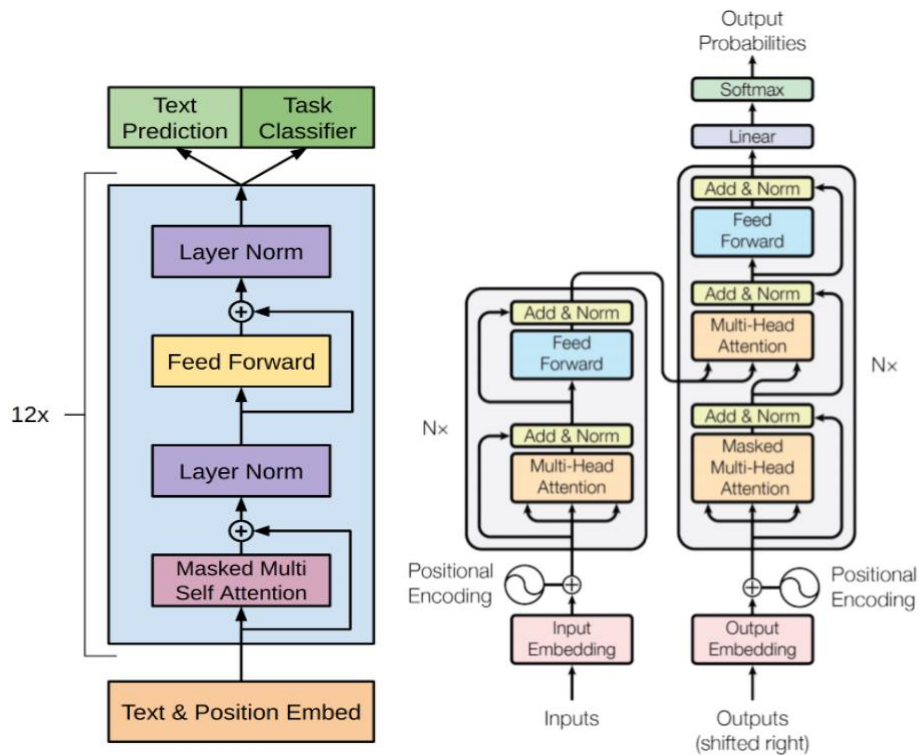 Text
Prediction
Task
Classifier
Layer Norm
Feed Forward
12x
Layer Norm
Masked Multi
Self Attention
Text & Position Embed
Output
Probabilities
Softmax
Linear
Add & Norm
Feed
Forward
Add & Norm
Multi-Head
Attention
Add & Norm
Masked
Multi-Head
Attention
Nx
Positional
Encoding
Output
Embedding
Outputs
(shifted right)
Add & Norm
Feed
Forward
Nx
Add & Norm
Multi-Head
Attention
Positional
Encoding
Input
Embedding
Inputs